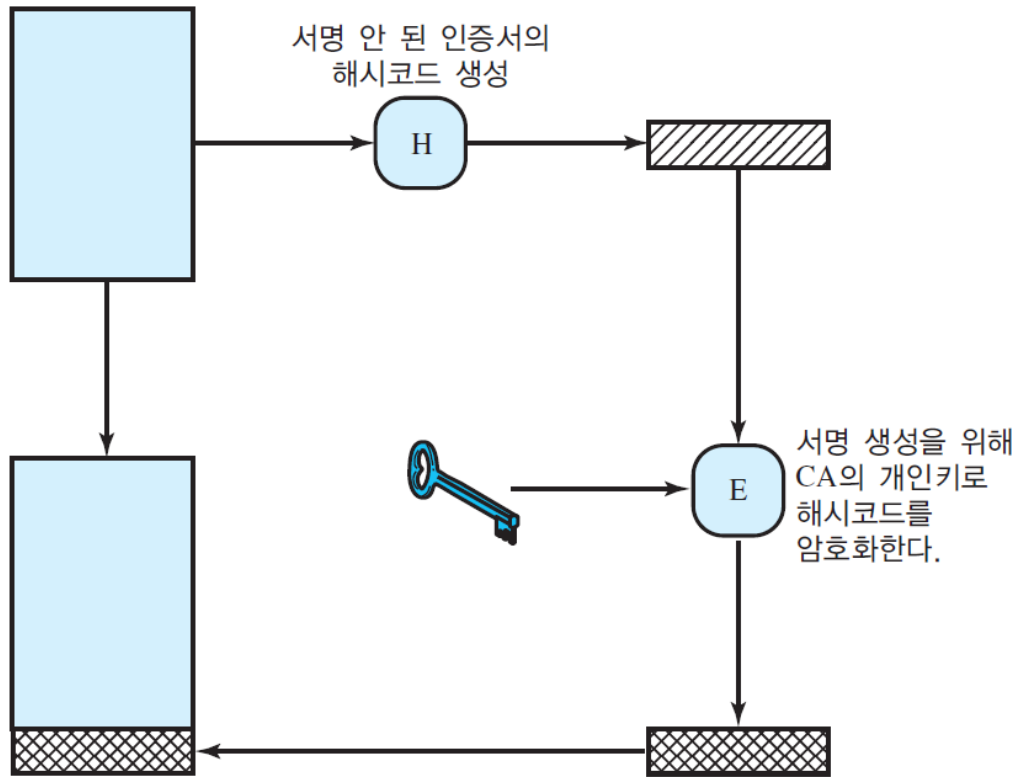 서명 안 된 인증서의
해시코드 생성
H
E
서명 생성을 위해
CA의 개인키로
해시코드를
암호화한다.